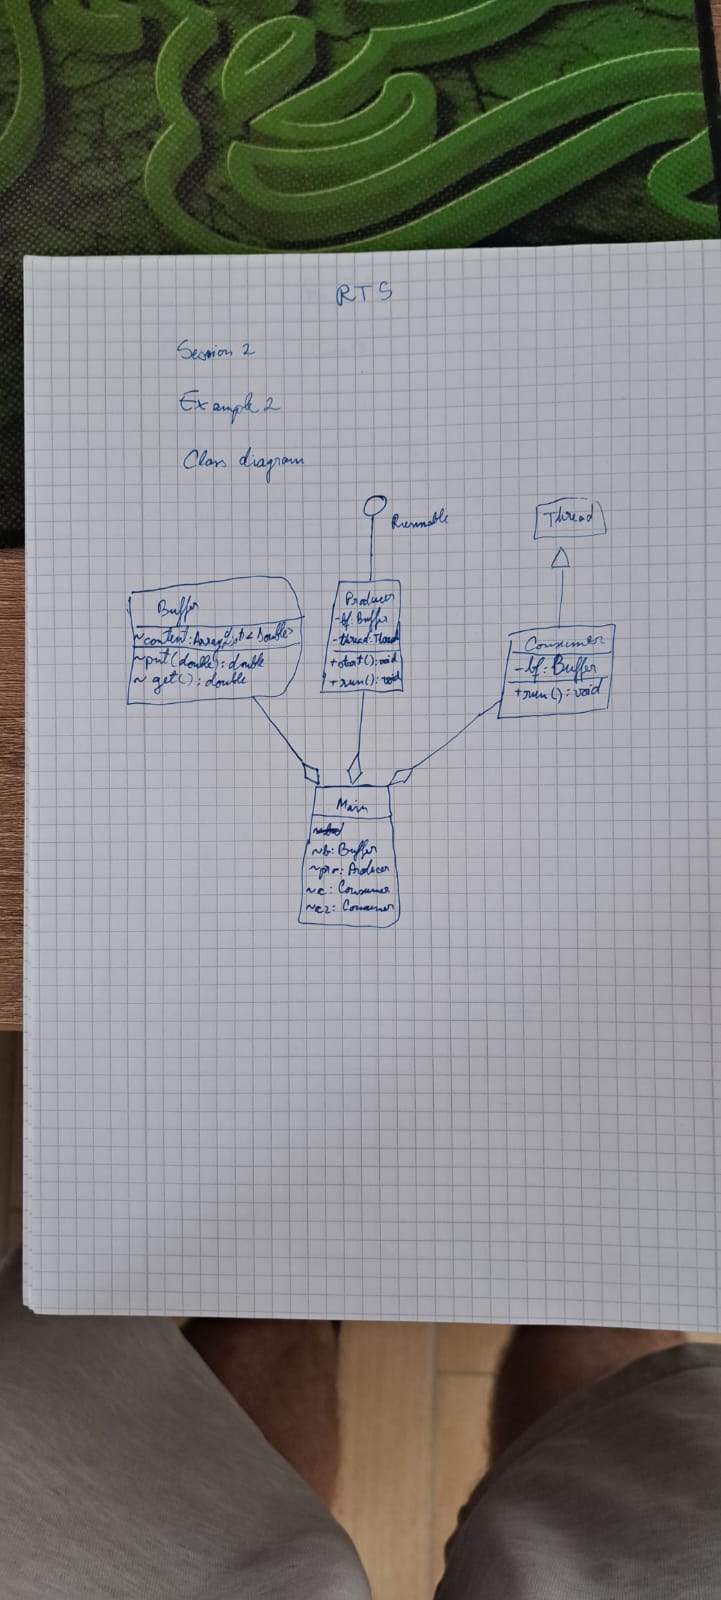 RTS
Session 2
Example 2
Class diagram
Runnable
Thread
Buffer
~content: ArrayList<Double>
~put(double): double
~get(): double
Producer
-bf: Buffer
-thread: Thread
+start(): void
+run(): void
Consumer
-bf: Buffer
+run(): void
Main
~b: Buffer
~pro: Producer
~c: Consumer
~c2: Consumer